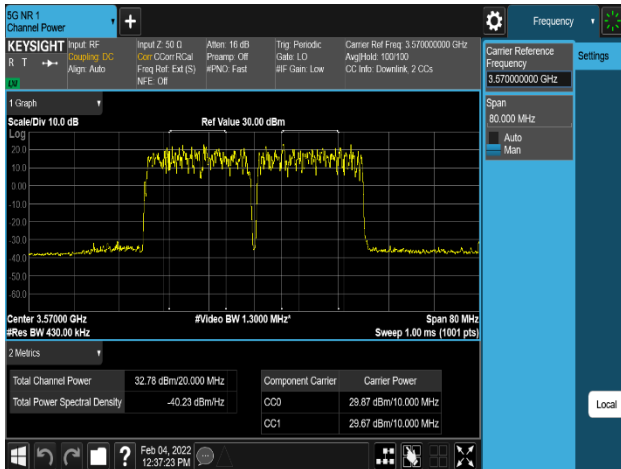 5G NR 1
Channel Power
Frequency
KEYSIGHT
R T
LXI
Input: RF
Coupling: DC
Align: Auto
Input Z: 50 Ω
Corr CCorr RCal
Freq Ref: Ext (S)
NFE: Off
Atten: 16 dB
Preamp: Off
#PNO: Fast
Trig: Periodic
Gate: LO
#IF Gain: Low
Carrier Ref Freq: 3.570000000 GHz
Avg|Hold: 100/100
CC Info: Downlink, 2 CCs
Carrier Reference
Frequency
3.570000000 GHz
Settings
Span
80.000 MHz
Auto
Man
1 Graph
Scale/Div 10.0 dB
Ref Value 30.00 dBm
Log
20.0
10.0
0.00
-10.0
-20.0
-30.0
-40.0
-50.0
-60.0
Center 3.57000 GHz
#Video BW 1.3000 MHz*
Span 80 MHz
#Res BW 430.00 kHz
Sweep 1.00 ms (1001 pts)
2 Metrics
Total Channel Power 32.78 dBm/20.000 MHz
Total Power Spectral Density -40.23 dBm/Hz
Component Carrier Carrier Power
CC0 29.87 dBm/10.000 MHz
CC1 29.67 dBm/10.000 MHz
Local
?
Feb 04, 2022
12:37:23 PM